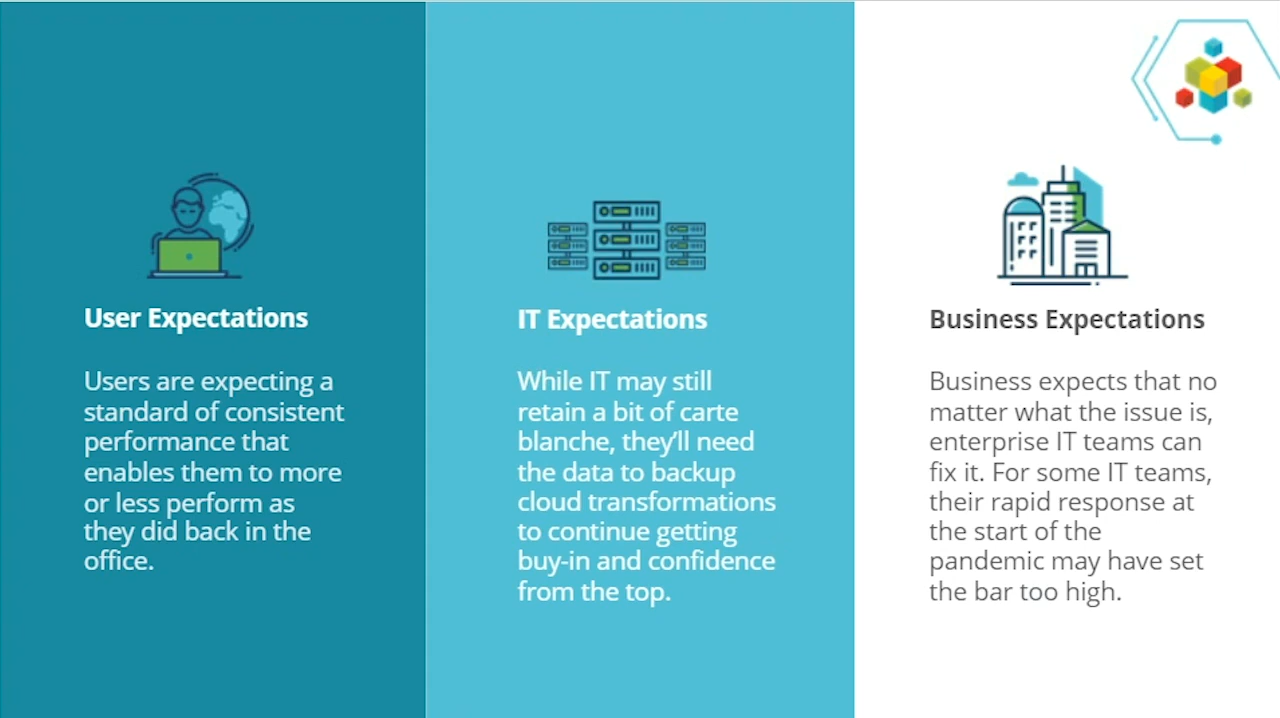 User Expectations
Users are expecting a
standard of consistent
performance that
enables them to more
or less perform as
they did back in the
office.
IT Expectations
While IT may still
retain a bit of carte
blanche, they’ll need
the data to backup
cloud transformations
to continue getting
buy-in and confidence
from the top.
Business Expectations
Business expects that no
matter what the issue is,
enterprise IT teams can
fix it. For some IT teams,
their rapid response at
the start of the
pandemic may have set
the bar too high.